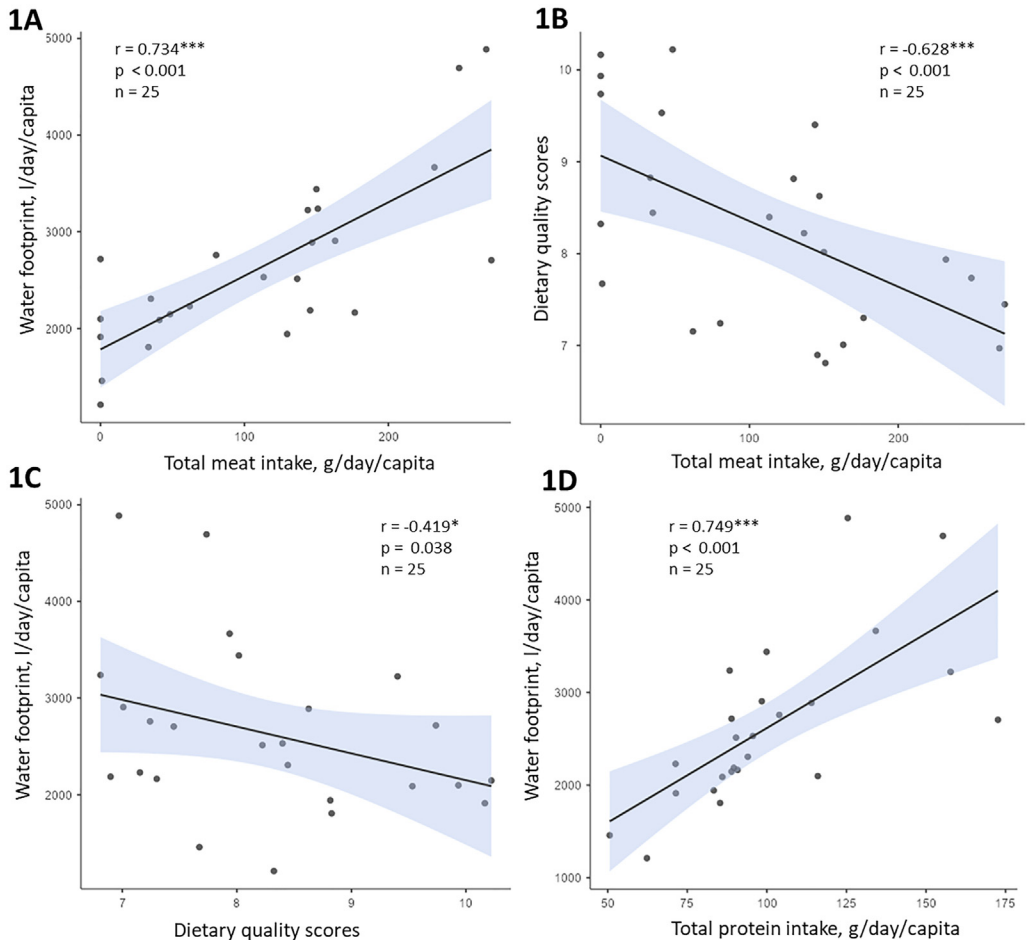 1A
r = 0.734***
p < 0.001
n = 25
5000
4000
3000
2000
Water footprint, l/day/capita
0
100
200
Total meat intake, g/day/capita
1B
r = -0.628***
p < 0.001
n = 25
10
9
8
7
Dietary quality scores
0
100
200
Total meat intake, g/day/capita
1C
r = -0.419*
p = 0.038
n = 25
5000
4000
3000
2000
Water footprint, l/day/capita
7
8
9
10
Dietary quality scores
1D
r = 0.749***
p < 0.001
n = 25
5000
4000
3000
2000
1000
Water footprint, l/day/capita
50
75
100
125
150
175
Total protein intake, g/day/capita